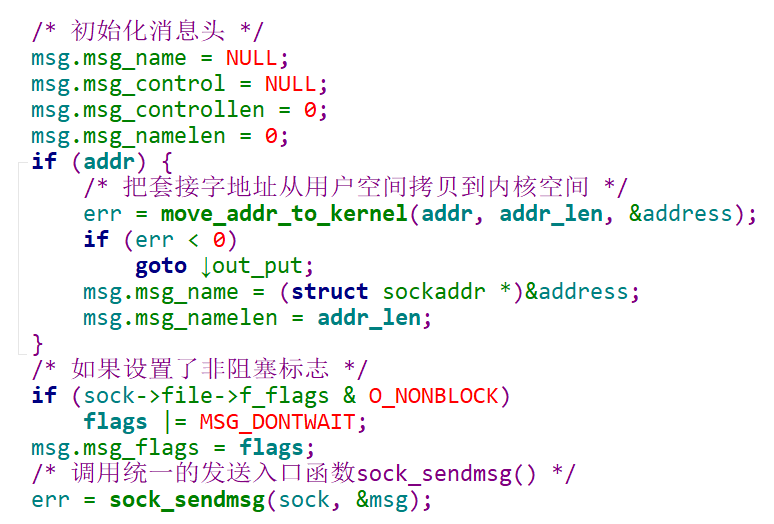 /* 初始化消息头 */
msg.msg_name = NULL;
msg.msg_control = NULL;
msg.msg_controllen = 0;
msg.msg_namelen = 0;
if (addr) {
    /* 把套接字地址从用户空间拷贝到内核空间 */
    err = move_addr_to_kernel(addr, addr_len, &address);
    if (err < 0)
        goto ↓out_put;
    msg.msg_name = (struct sockaddr *)&address;
    msg.msg_namelen = addr_len;
}
/* 如果设置了非阻塞标志 */
if (sock->file->f_flags & O_NONBLOCK)
    flags |= MSG_DONTWAIT;
msg.msg_flags = flags;
/* 调用统一的发送入口函数sock_sendmsg() */
err = sock_sendmsg(sock, &msg);